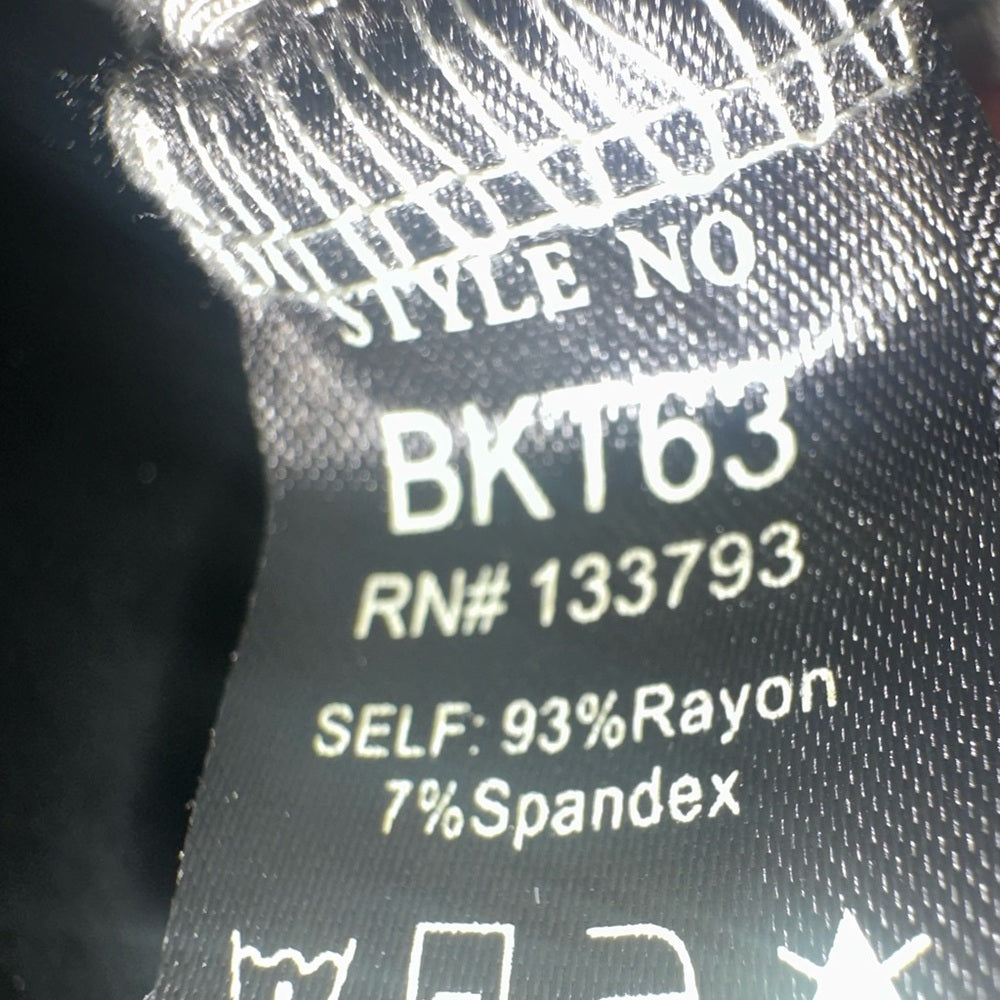 STYLE NO
BKT63
RN# 133793
SELF: 93%Rayon
7%Spandex